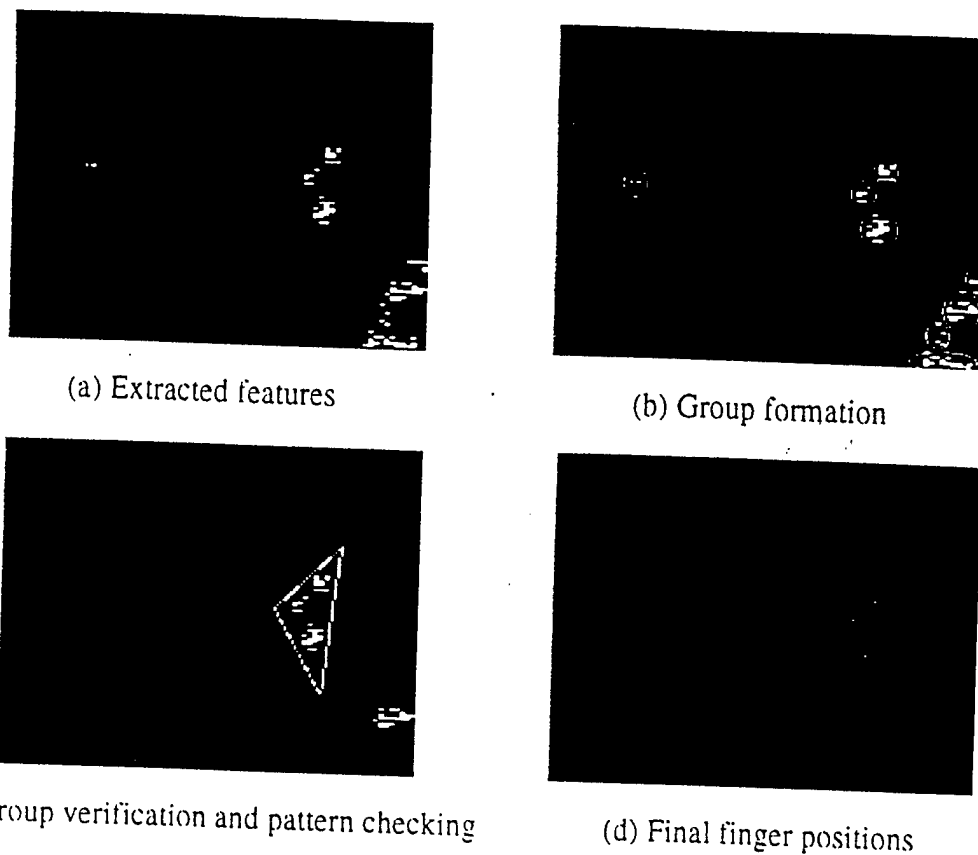 (a) Extracted features
(b) Group formation
roup verification and pattern checking
(d) Final finger positions